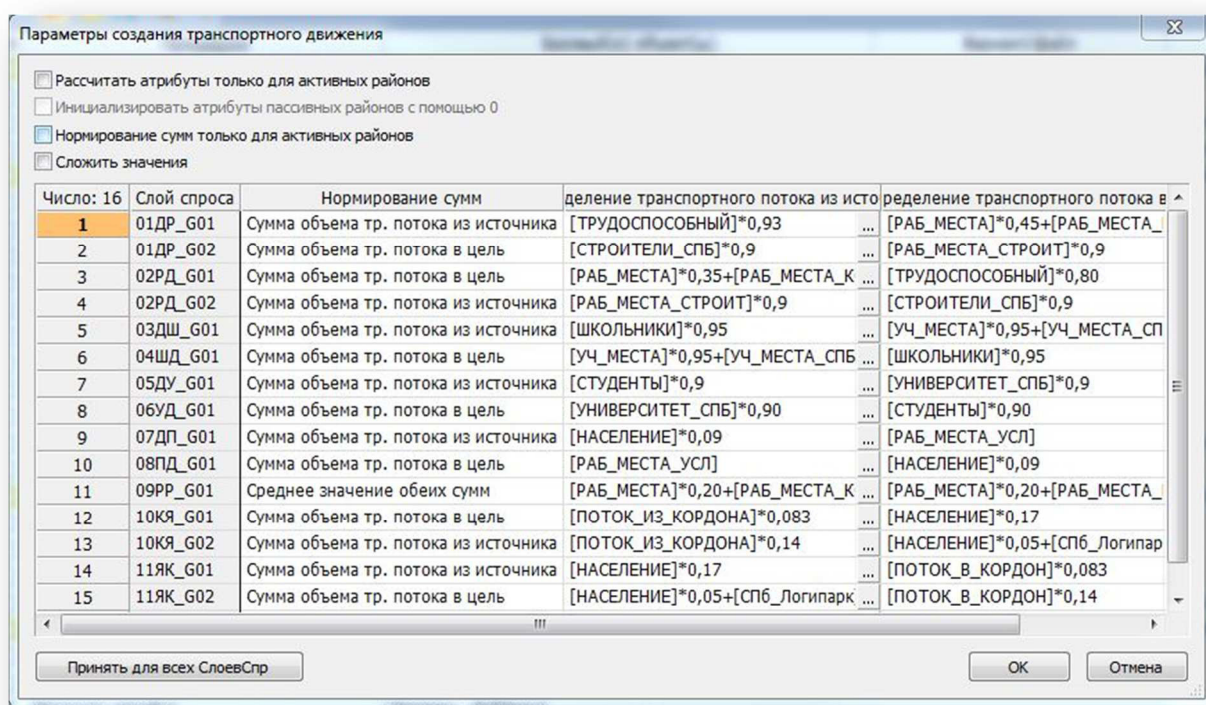 Параметры создания транспортного движения
Рассчитать атрибуты только для активных районов
Инициализировать атрибуты пассивных районов с помощью 0
Нормирование сумм только для активных районов
Сложить значения
Число: 16 Слой спроса Нормирование сумм деление транспортного потока из исто ределение транспортного потока в
1 01ДР_G01 Сумма объема тр. потока из источника [ТРУДОСПОСОБНЫЙ]*0,93 ... [РАБ_МЕСТА]*0,45+[РАБ_МЕСТА_
2 01ДР_G02 Сумма объема тр. потока в цель [СТРОИТЕЛИ_СПБ]*0,9 ... [РАБ_МЕСТА_СТРОИТ]*0,9
3 02РД_G01 Сумма объема тр. потока в цель [РАБ_МЕСТА]*0,35+[РАБ_МЕСТА_К ... [ТРУДОСПОСОБНЫЙ]*0,80
4 02РД_G02 Сумма объема тр. потока из источника [РАБ_МЕСТА_СТРОИТ]*0,9 ... [СТРОИТЕЛИ_СПБ]*0,9
5 03ДШ_G01 Сумма объема тр. потока из источника [ШКОЛЬНИКИ]*0,95 ... [УЧ_МЕСТА]*0,95+[УЧ_МЕСТА_СП
6 04ШД_G01 Сумма объема тр. потока в цель [УЧ_МЕСТА]*0,95+[УЧ_МЕСТА_СПБ ... [ШКОЛЬНИКИ]*0,95
7 05ДУ_G01 Сумма объема тр. потока из источника [СТУДЕНТЫ]*0,9 ... [УНИВЕРСИТЕТ_СПБ]*0,9
8 06УД_G01 Сумма объема тр. потока в цель [УНИВЕРСИТЕТ_СПБ]*0,90 ... [СТУДЕНТЫ]*0,90
9 07ДП_G01 Сумма объема тр. потока из источника [НАСЕЛЕНИЕ]*0,09 ... [РАБ_МЕСТА_УСЛ]
10 08ПД_G01 Сумма объема тр. потока в цель [РАБ_МЕСТА_УСЛ] ... [НАСЕЛЕНИЕ]*0,09
11 09РР_G01 Среднее значение обеих сумм [РАБ_МЕСТА]*0,20+[РАБ_МЕСТА_К ... [РАБ_МЕСТА]*0,20+[РАБ_МЕСТА_
12 10КЯ_G01 Сумма объема тр. потока в цель [ПОТОК_ИЗ_КОРДОНА]*0,083 ... [НАСЕЛЕНИЕ]*0,17
13 10КЯ_G02 Сумма объема тр. потока из источника [ПОТОК_ИЗ_КОРДОНА]*0,14 ... [НАСЕЛЕНИЕ]*0,05+[СПб_Логипар
14 11ЯК_G01 Сумма объема тр. потока из источника [НАСЕЛЕНИЕ]*0,17 ... [ПОТОК_В_КОРДОН]*0,083
15 11ЯК_G02 Сумма объема тр. потока в цель [НАСЕЛЕНИЕ]*0,05+[СПб_Логипарк ... [ПОТОК_В_КОРДОН]*0,14
Принять для всех СлоевСпр OK Отмена